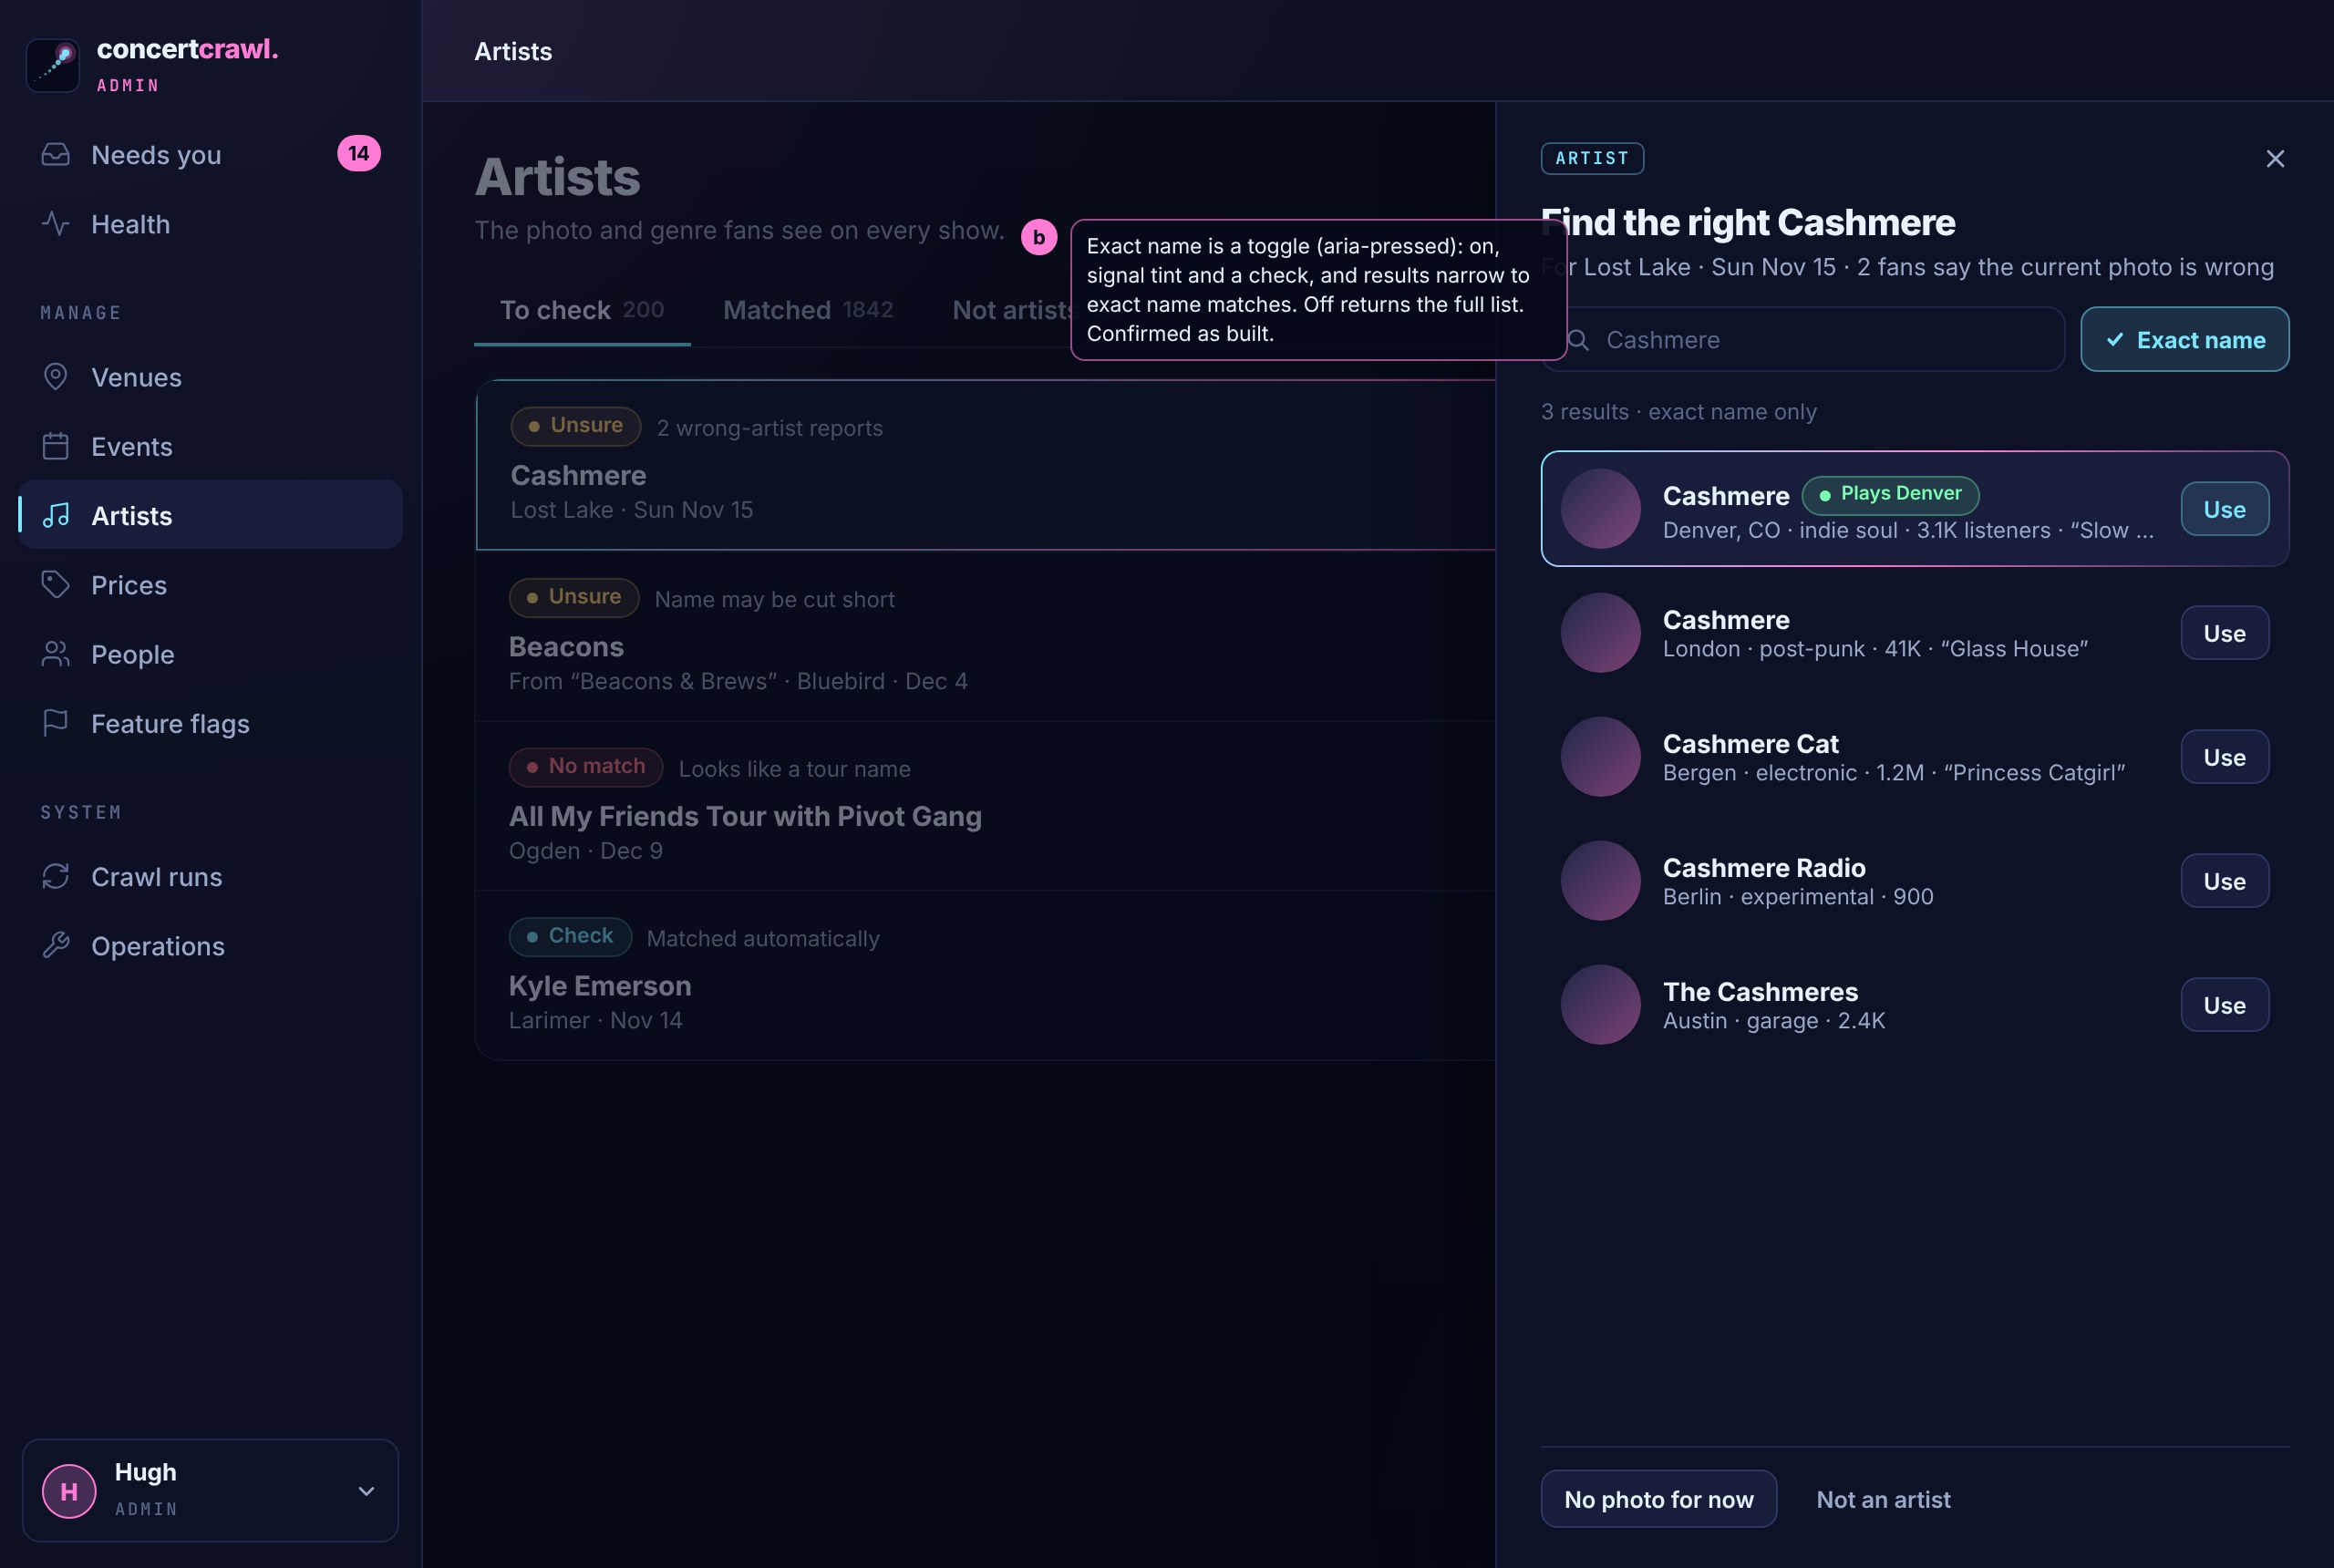 concertcrawl.
ADMIN
Needs you
14
Health
MANAGE
Venues
Events
Artists
Prices
People
Feature flags
SYSTEM
Crawl runs
Operations
H
Hugh
ADMIN
Artists
Artists
The photo and genre fans see on every show.
b
Exact name is a toggle (aria-pressed): on,
signal tint and a check, and results narrow to
exact name matches. Off returns the full list.
Confirmed as built.
To check 200
Matched 1842
Not artists
Unsure
2 wrong-artist reports
Cashmere
Lost Lake · Sun Nov 15
Unsure
Name may be cut short
Beacons
From “Beacons & Brews” · Bluebird · Dec 4
No match
Looks like a tour name
All My Friends Tour with Pivot Gang
Ogden · Dec 9
Check
Matched automatically
Kyle Emerson
Larimer · Nov 14
ARTIST
Find the right Cashmere
For Lost Lake · Sun Nov 15 · 2 fans say the current photo is wrong
Cashmere
Exact name
3 results · exact name only
Cashmere
Plays Denver
Denver, CO · indie soul · 3.1K listeners · “Slow ...
Use
Cashmere
London · post-punk · 41K · “Glass House”
Use
Cashmere Cat
Bergen · electronic · 1.2M · “Princess Catgirl”
Use
Cashmere Radio
Berlin · experimental · 900
Use
The Cashmeres
Austin · garage · 2.4K
Use
No photo for now
Not an artist